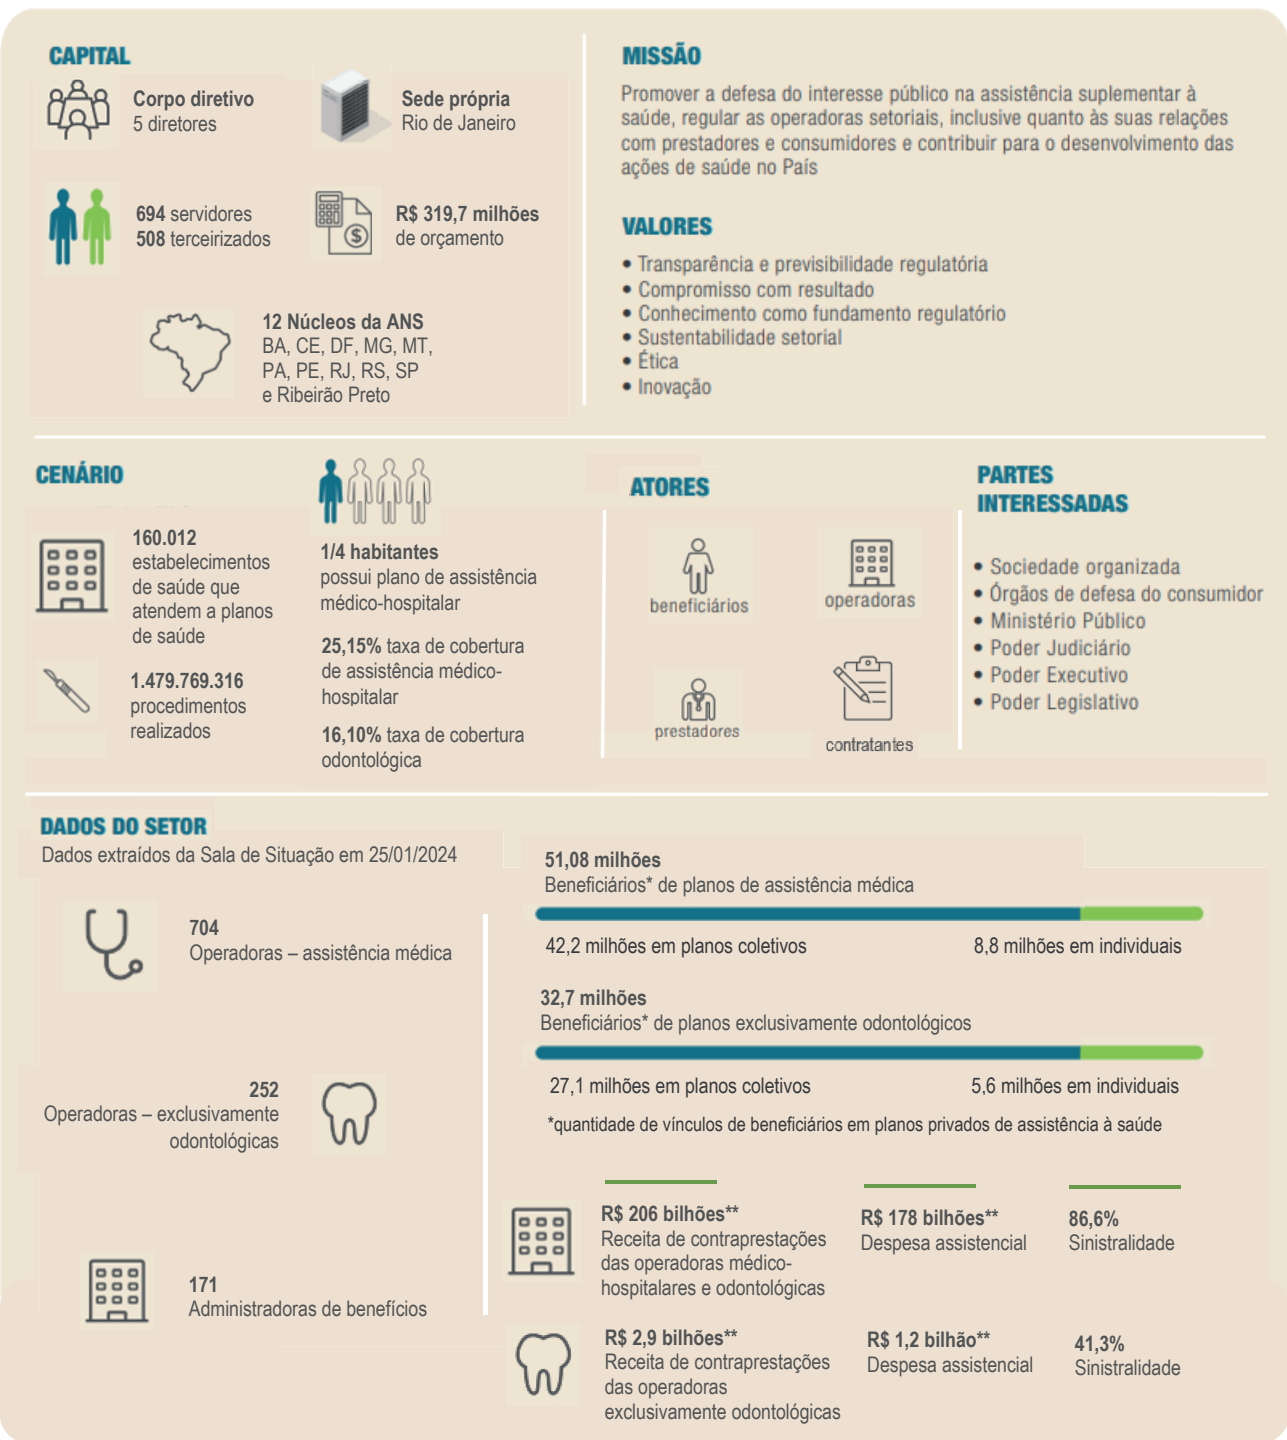 CAPITAL
Corpo diretivo
5 diretores
Sede própria
Rio de Janeiro
694 servidores
508 terceirizados
R$ 319,7 milhões
de orçamento
12 Núcleos da ANS
BA, CE, DF, MG, MT,
PA, PE, RJ, RS, SP
e Ribeirão Preto
MISSÃO
Promover a defesa do interesse público na assistência suplementar à
saúde, regular as operadoras setoriais, inclusive quanto às suas relações
com prestadores e consumidores e contribuir para o desenvolvimento das
ações de saúde no País
VALORES
• Transparência e previsibilidade regulatória
• Compromisso com resultado
• Conhecimento como fundamento regulatório
• Sustentabilidade setorial
• Ética
• Inovação
CENÁRIO
160.012
estabelecimentos
de saúde que
atendem a planos
de saúde
1.479.769.316
procedimentos
realizados
1/4 habitantes
possui plano de assistência
médico-hospitalar
25,15% taxa de cobertura
de assistência médico-
hospitalar
16,10% taxa de cobertura
odontológica
ATORES
beneficiários
operadoras
prestadores
contratantes
PARTES
INTERESSADAS
• Sociedade organizada
• Órgãos de defesa do consumidor
• Ministério Público
• Poder Judiciário
• Poder Executivo
• Poder Legislativo
DADOS DO SETOR
Dados extraídos da Sala de Situação em 25/01/2024
704
Operadoras – assistência médica
252
Operadoras – exclusivamente
odontológicas
171
Administradoras de benefícios
51,08 milhões
Beneficiários* de planos de assistência médica
42,2 milhões em planos coletivos
8,8 milhões em individuais
32,7 milhões
Beneficiários* de planos exclusivamente odontológicos
27,1 milhões em planos coletivos
5,6 milhões em individuais
*quantidade de vínculos de beneficiários em planos privados de assistência à saúde
R$ 206 bilhões**
Receita de contraprestações
das operadoras médico-
hospitalares e odontológicas
R$ 178 bilhões**
Despesa assistencial
86,6%
Sinistralidade
R$ 2,9 bilhões**
Receita de contraprestações
das operadoras
exclusivamente odontológicas
R$ 1,2 bilhão**
Despesa assistencial
41,3%
Sinistralidade